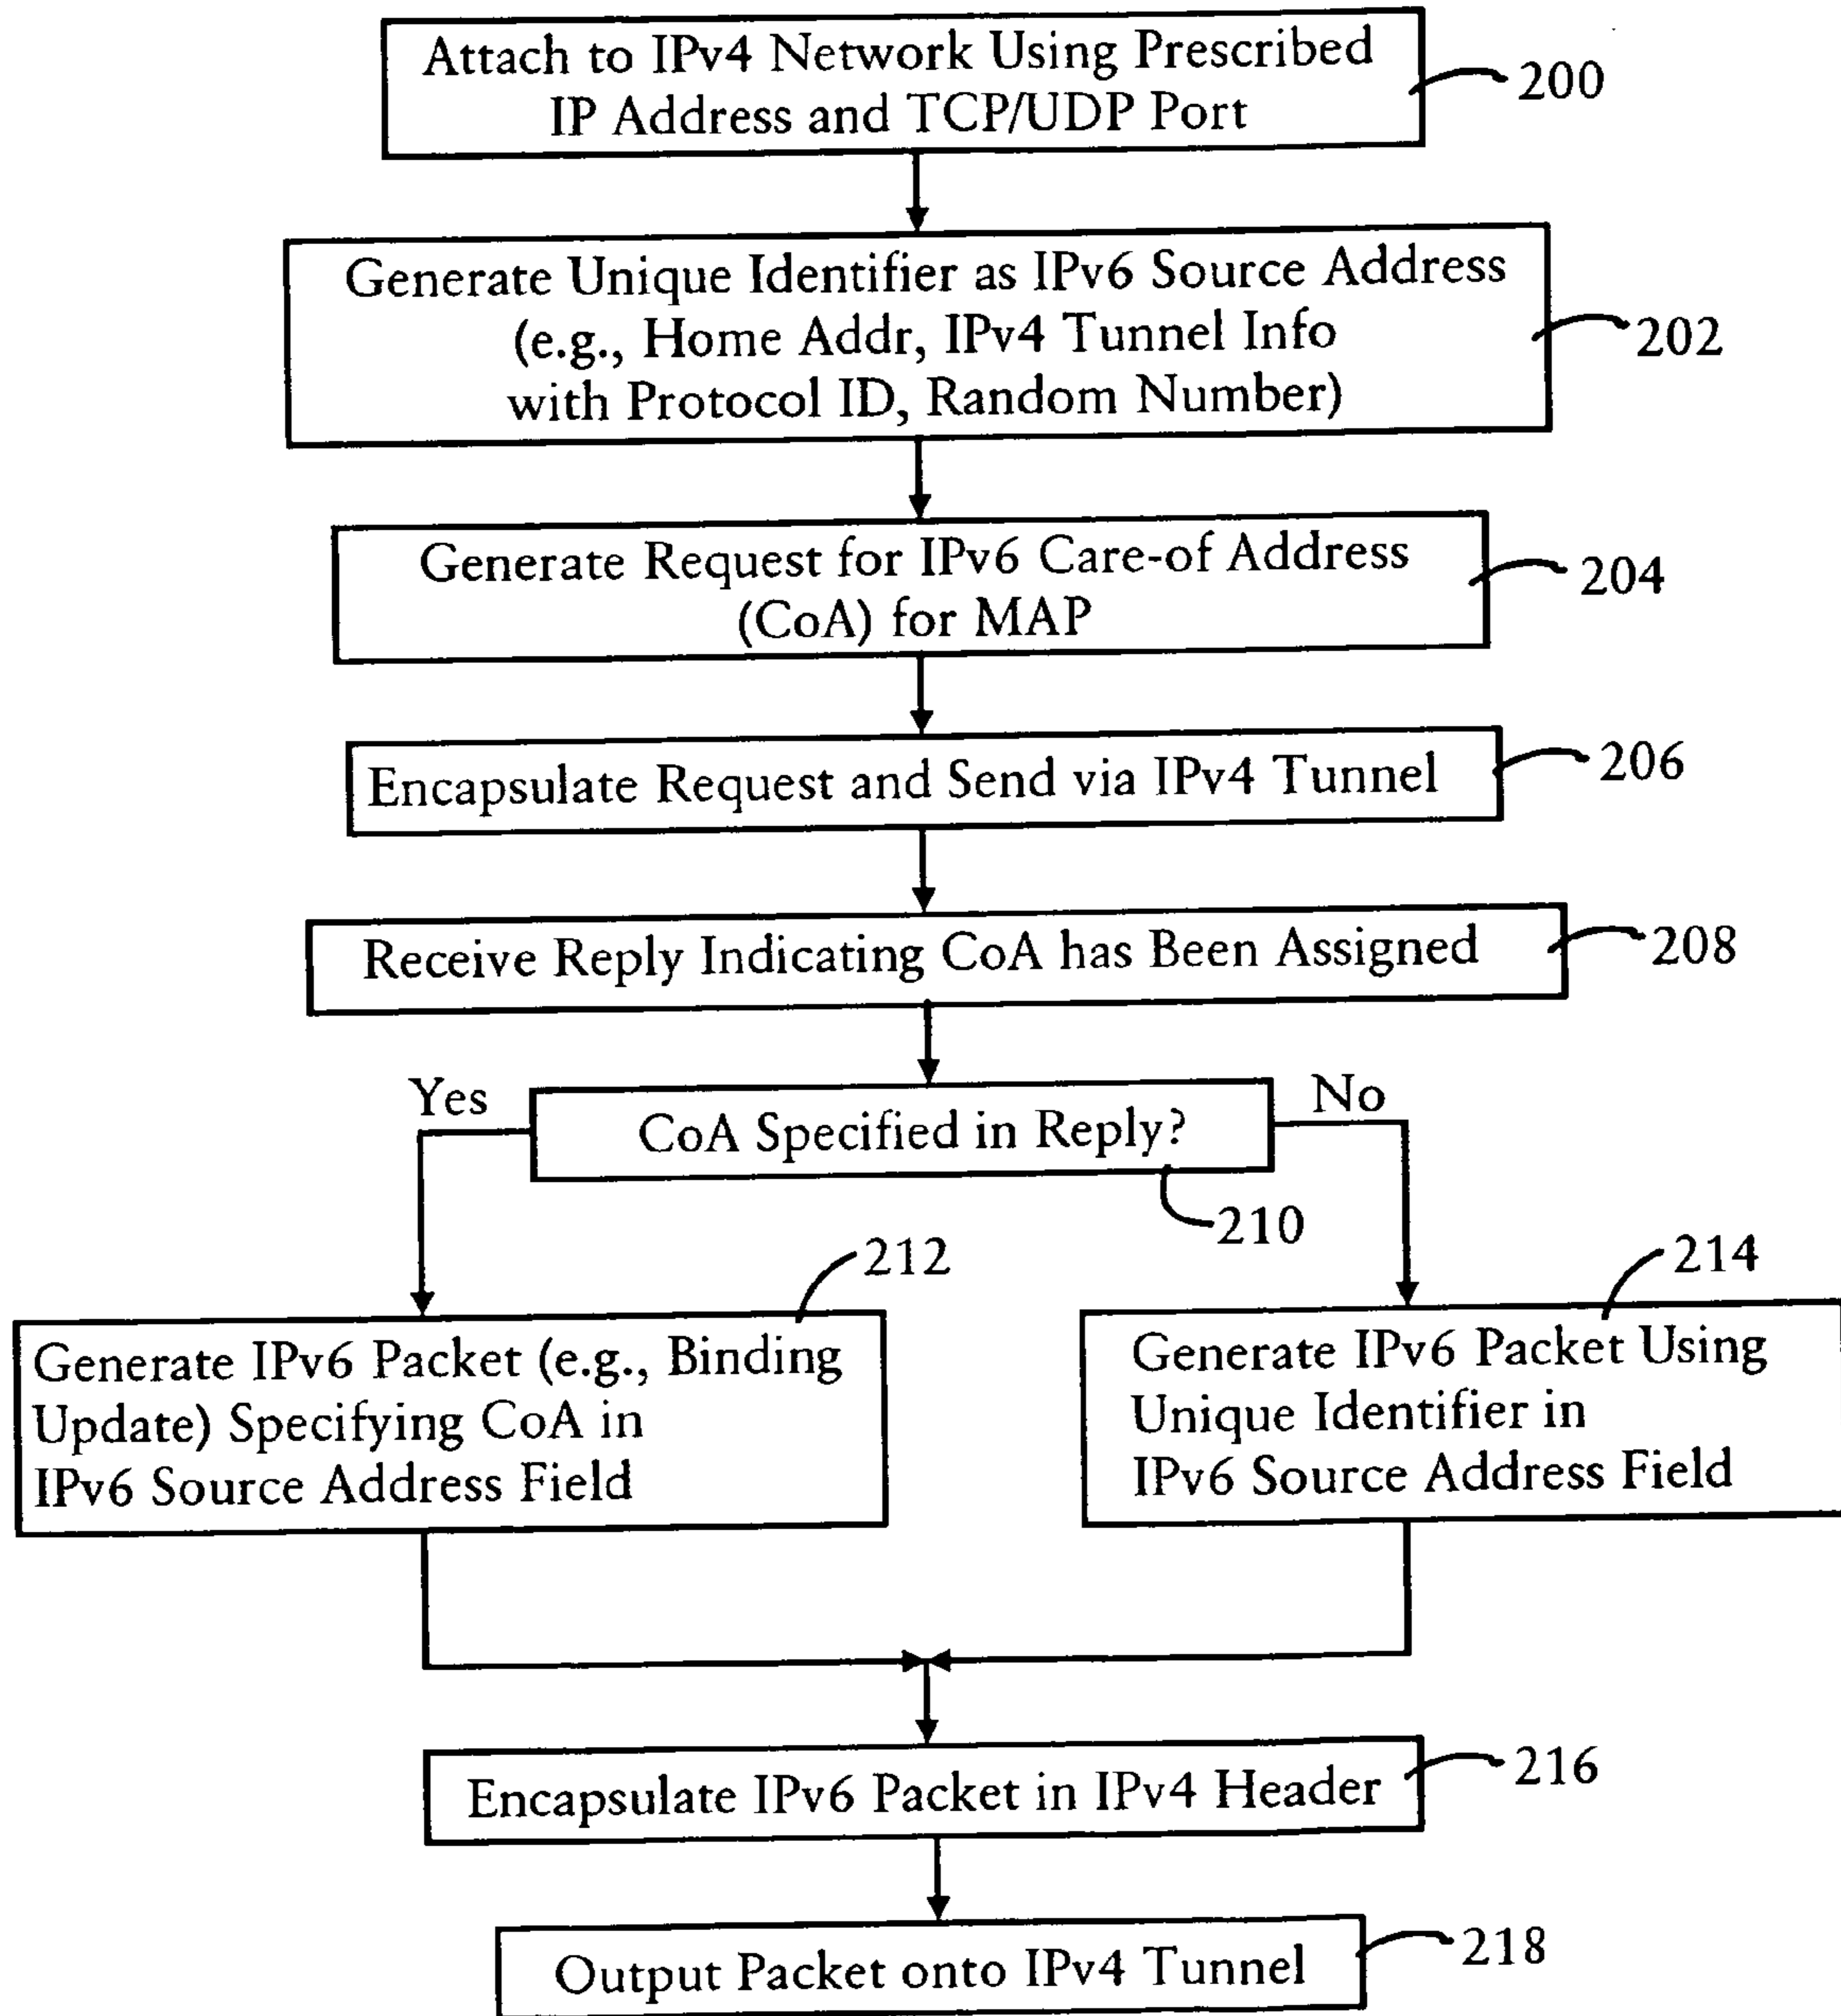 Attach to IPv4 Network Using Prescribed
IP Address and TCP/UDP Port
200
Generate Unique Identifier as IPv6 Source Address
(e.g., Home Addr, IPv4 Tunnel Info
with Protocol ID, Random Number)
202
Generate Request for IPv6 Care-of Address
(CoA) for MAP
204
Encapsulate Request and Send via IPv4 Tunnel
206
Receive Reply Indicating CoA has Been Assigned
208
Yes
CoA Specified in Reply?
No
210
212
214
Generate IPv6 Packet (e.g., Binding
Update) Specifying CoA in
IPv6 Source Address Field
Generate IPv6 Packet Using
Unique Identifier in
IPv6 Source Address Field
Encapsulate IPv6 Packet in IPv4 Header
216
Output Packet onto IPv4 Tunnel
218